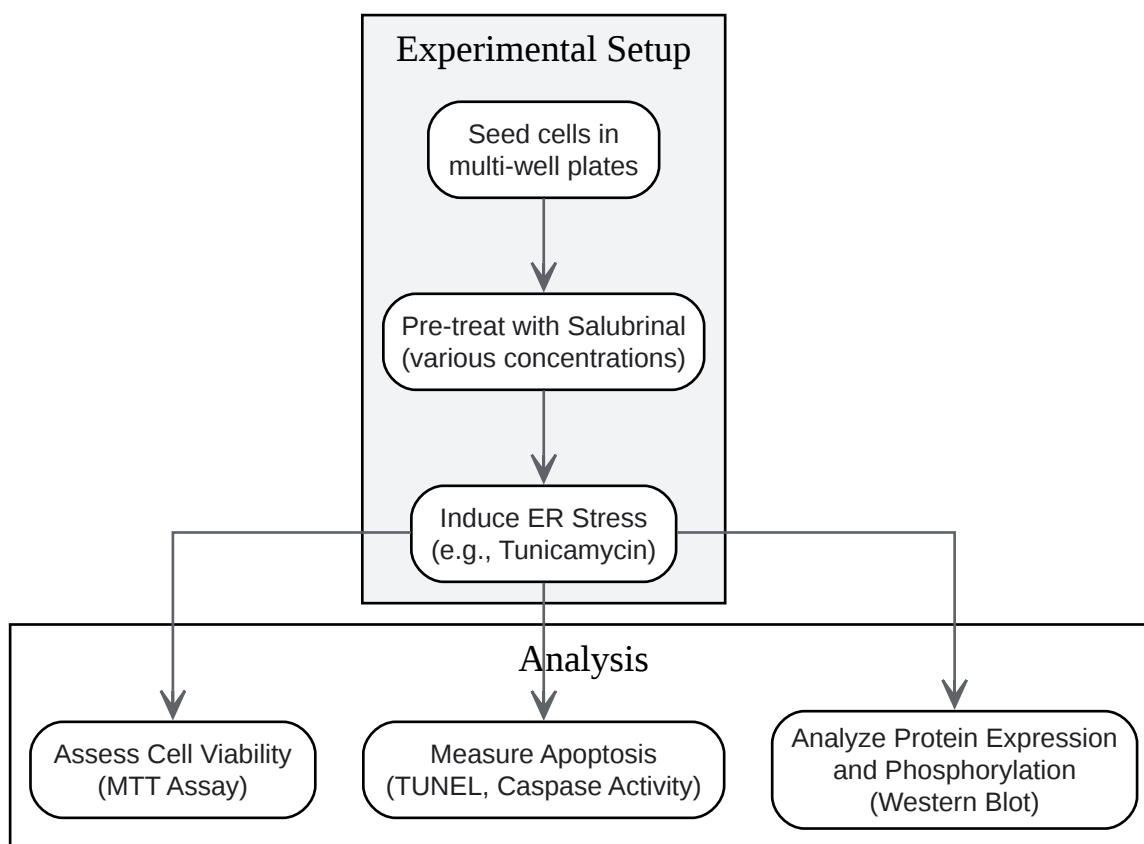 Experimental Setup
Seed cells in
multi-well plates
Pre-treat with Salubrinal
(various concentrations)
Induce ER Stress
(e.g., Tunicamycin)
Analysis
Assess Cell Viability
(MTT Assay)
Measure Apoptosis
(TUNEL, Caspase Activity)
Analyze Protein Expression
and Phosphorylation
(Western Blot)